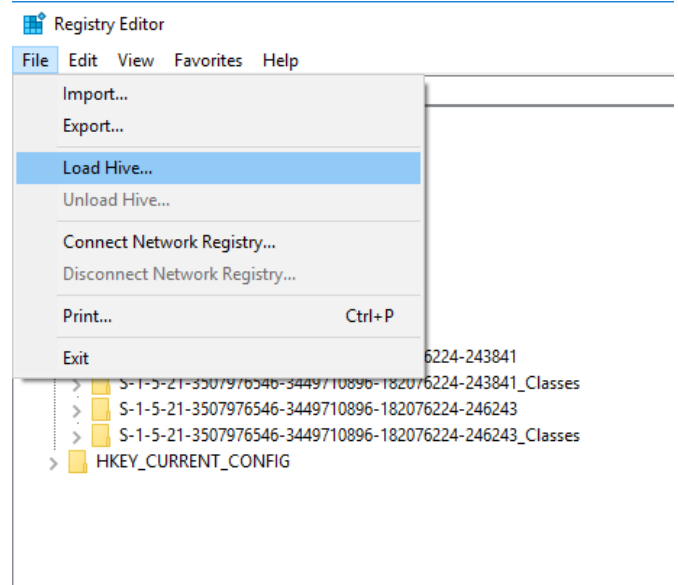 Registry Editor
File Edit View Favorites Help
Import...
Export...
Load Hive...
Unload Hive...
Connect Network Registry...
Disconnect Network Registry...
Print... Ctrl+P
Exit
6224-243841
S-1-5-21-3507976546-3449710896-182076224-243841_Classes
S-1-5-21-3507976546-3449710896-182076224-246243
S-1-5-21-3507976546-3449710896-182076224-246243_Classes
HKEY_CURRENT_CONFIG